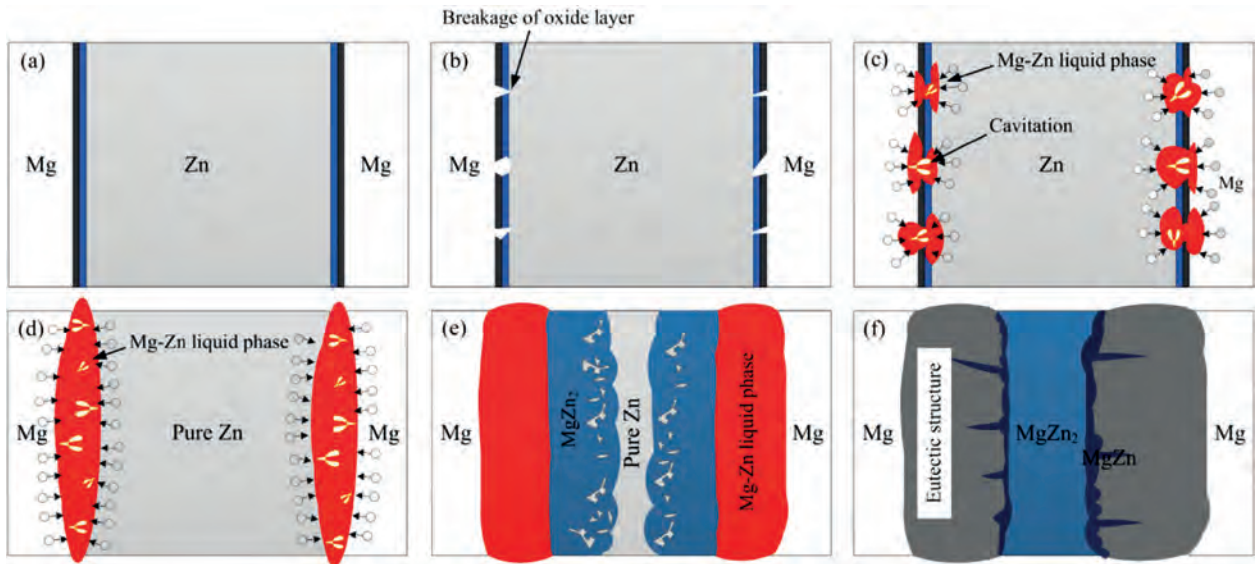 Breakage of oxide layer
(a)
Mg
Zn
Mg
(b)
Mg
Zn
Mg
(c)
Mg-Zn liquid phase
Cavitation
Mg
Zn
Mg
(d)
Mg-Zn liquid phase
Mg
Pure Zn
Mg
(e)
Mg
MgZn₂
Pure Zn
Mg-Zn liquid phase
Mg
(f)
Mg
Eutectic structure
MgZn₂
MgZn
Mg